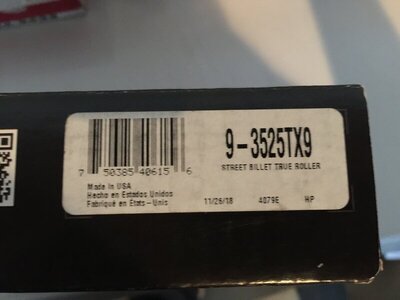 9-3525TX9
STREET BILLET TRUE ROLLER
7 50385 40615 6
Made In USA
Hecho en Estados Unidos
Fabriqué en États-Unis
11/26/18 4079E HP